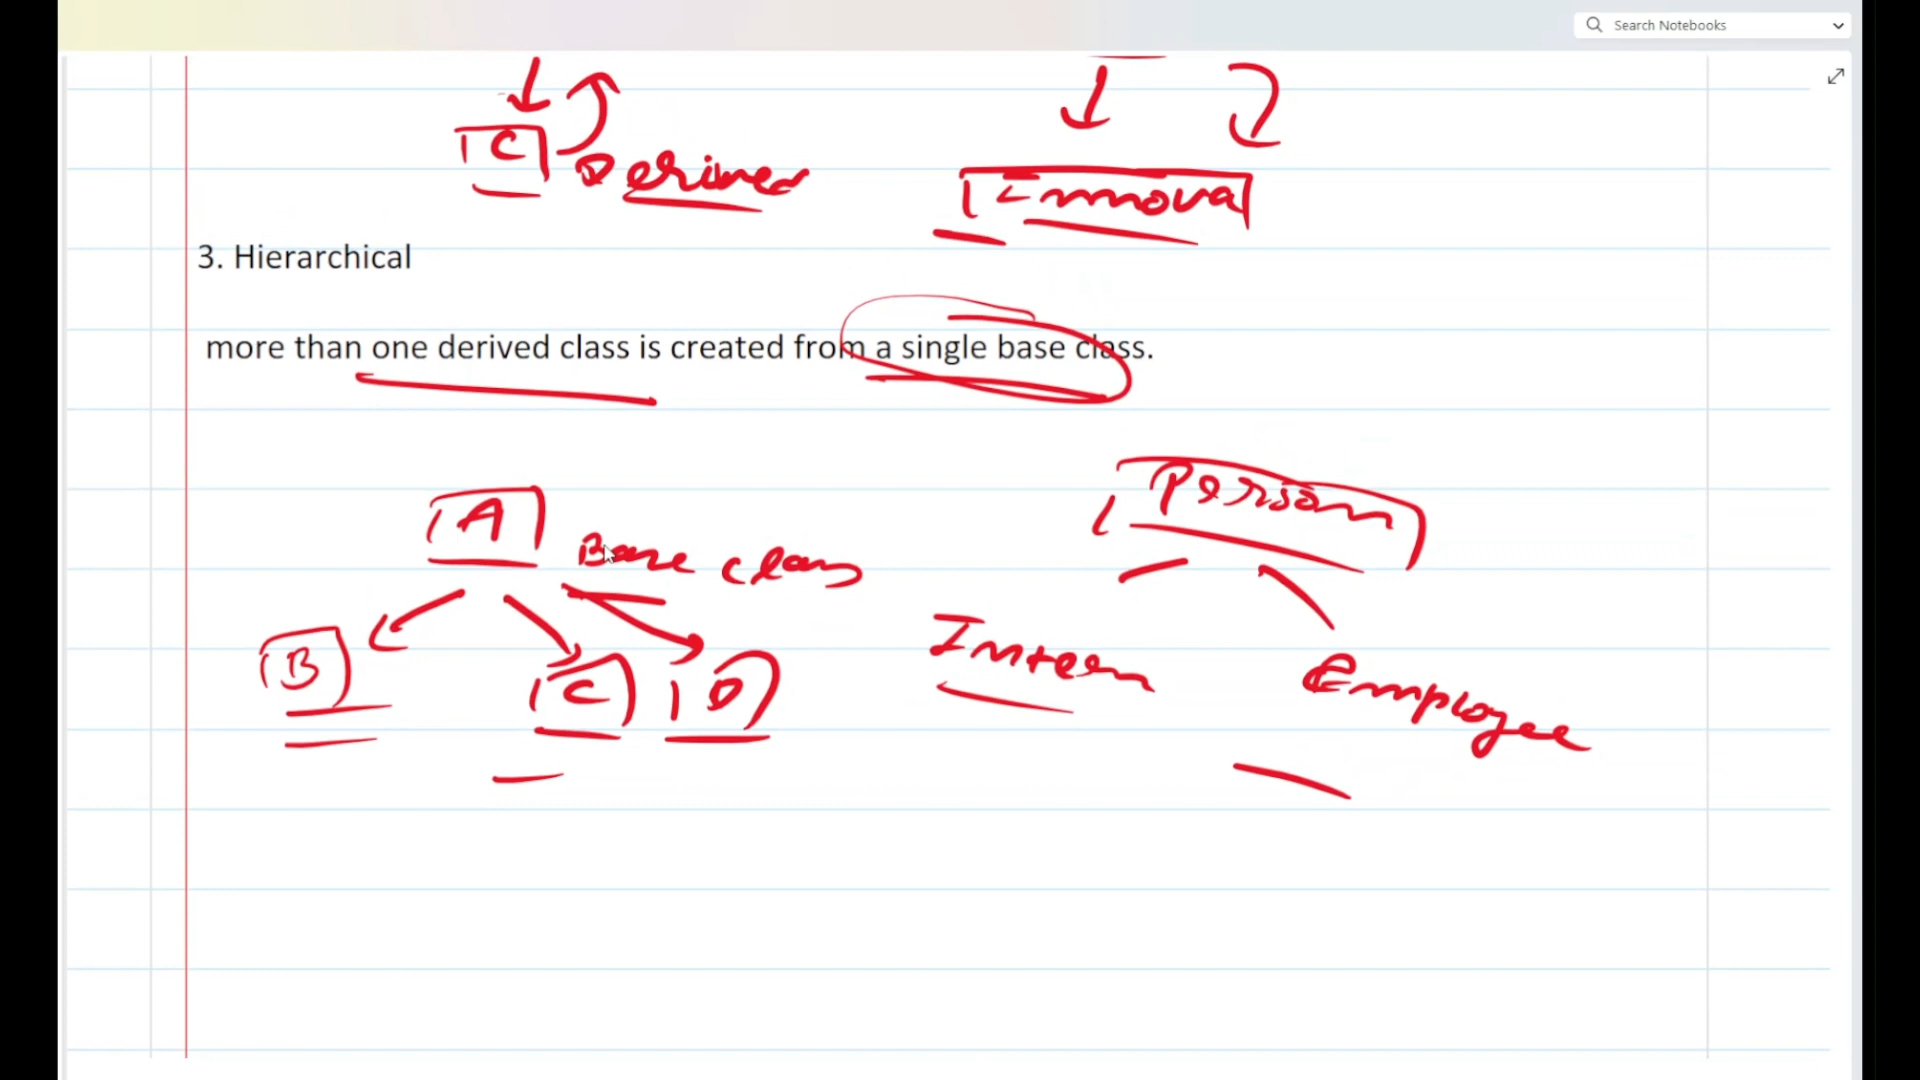 Search Notebooks
C
Derived
Innova
3. Hierarchical
more than one derived class is created from a single base class.
A
Base class
Person
B
C
D
Intern
Employee